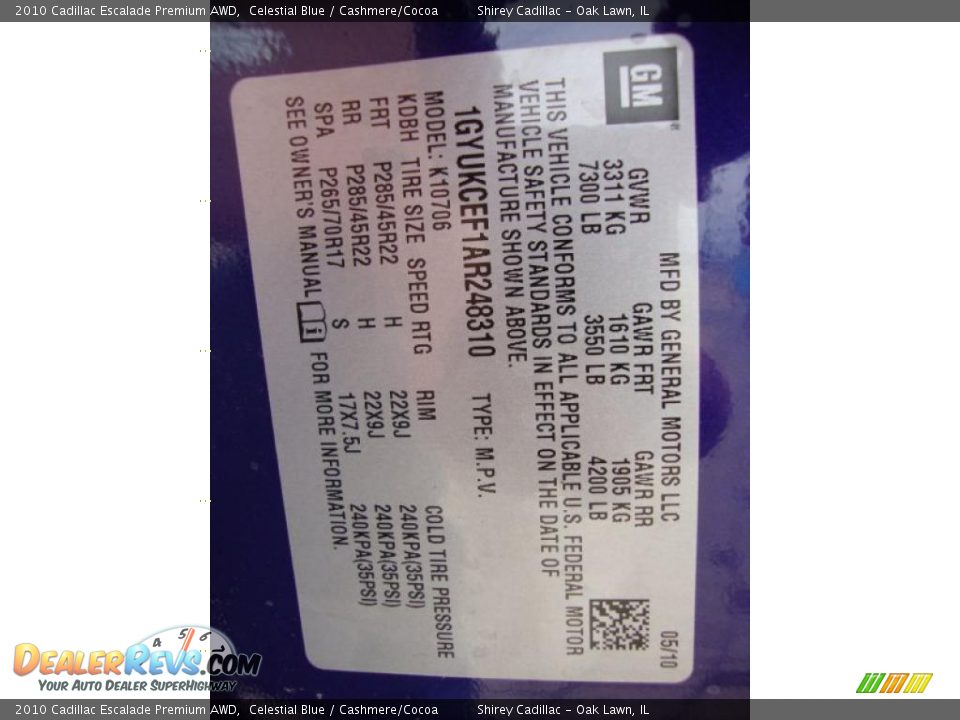 2010 Cadillac Escalade Premium AWD,  Celestial Blue / Cashmere/Cocoa    Shirey Cadillac - Oak Lawn, IL
GM
MFD BY GENERAL MOTORS LLC    05/10
GVWR    GAWR FRT    GAWR RR
3311 KG    1610 KG    1905 KG
7300 LB    3550 LB    4200 LB
THIS VEHICLE CONFORMS TO ALL APPLICABLE U.S. FEDERAL MOTOR
VEHICLE SAFETY STANDARDS IN EFFECT ON THE DATE OF
MANUFACTURE SHOWN ABOVE.
1GYUKCEF1AR248310    TYPE: M.P.V.
MODEL: K10706
KDBH  TIRE SIZE  SPEED RTG    RIM    COLD TIRE PRESSURE
FRT    P285/45R22    H    22X9J    240KPA(35PSI)
RR    P285/45R22    H    22X9J    240KPA(35PSI)
SPA    P265/70R17    S    17X7.5J    240KPA(35PSI)
SEE OWNER'S MANUAL i FOR MORE INFORMATION.
4 5 6
DEALERREVS.COM
YOUR AUTO DEALER SUPERHIGHWAY
2010 Cadillac Escalade Premium AWD,  Celestial Blue / Cashmere/Cocoa    Shirey Cadillac - Oak Lawn, IL